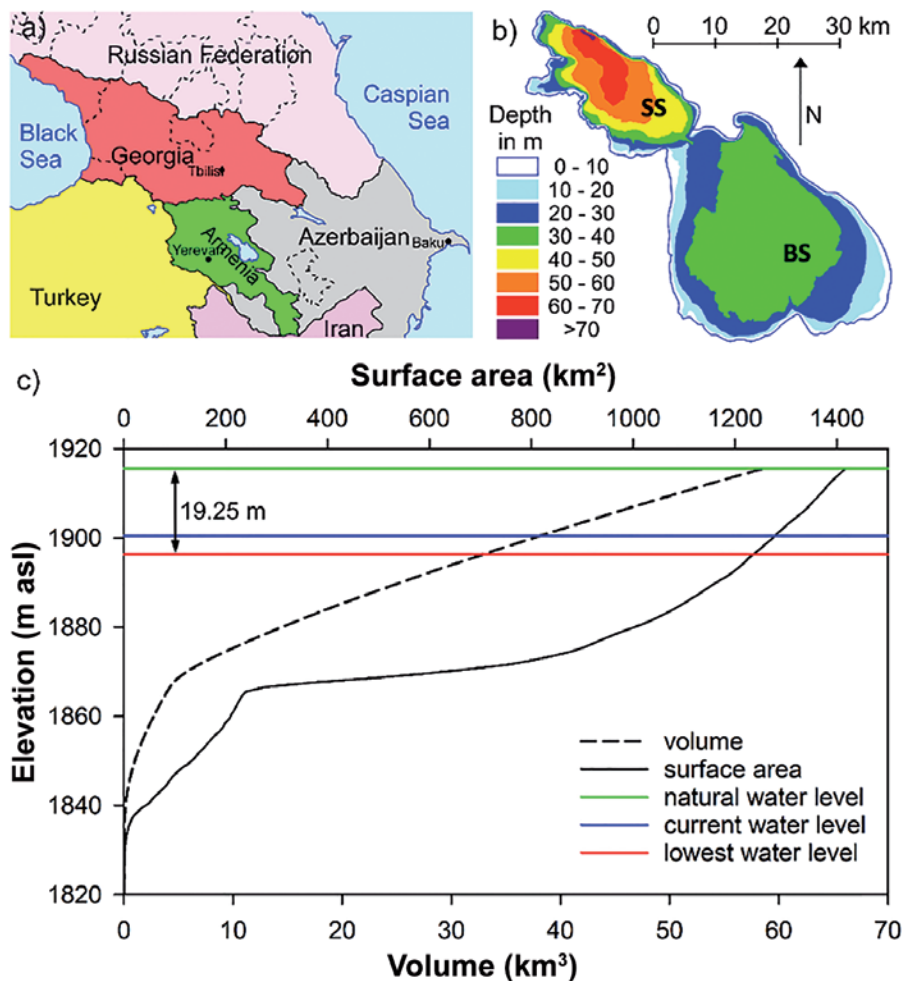 a)
Russian Federation
Caspian
Sea
Black
Sea
Georgia
Tbilisi
Armenia
Yerevan
Azerbaijan
Baku
Turkey
Iran
b)
0 10 20 30 km
N
SS
BS
Depth
in m
0 - 10
10 - 20
20 - 30
30 - 40
40 - 50
50 - 60
60 - 70
>70
c)
Surface area (km²)
0 200 400 600 800 1000 1200 1400
Elevation (m asl)
1920
1900
1880
1860
1840
1820
19.25 m
volume
surface area
natural water level
current water level
lowest water level
0 10 20 30 40 50 60 70
Volume (km³)